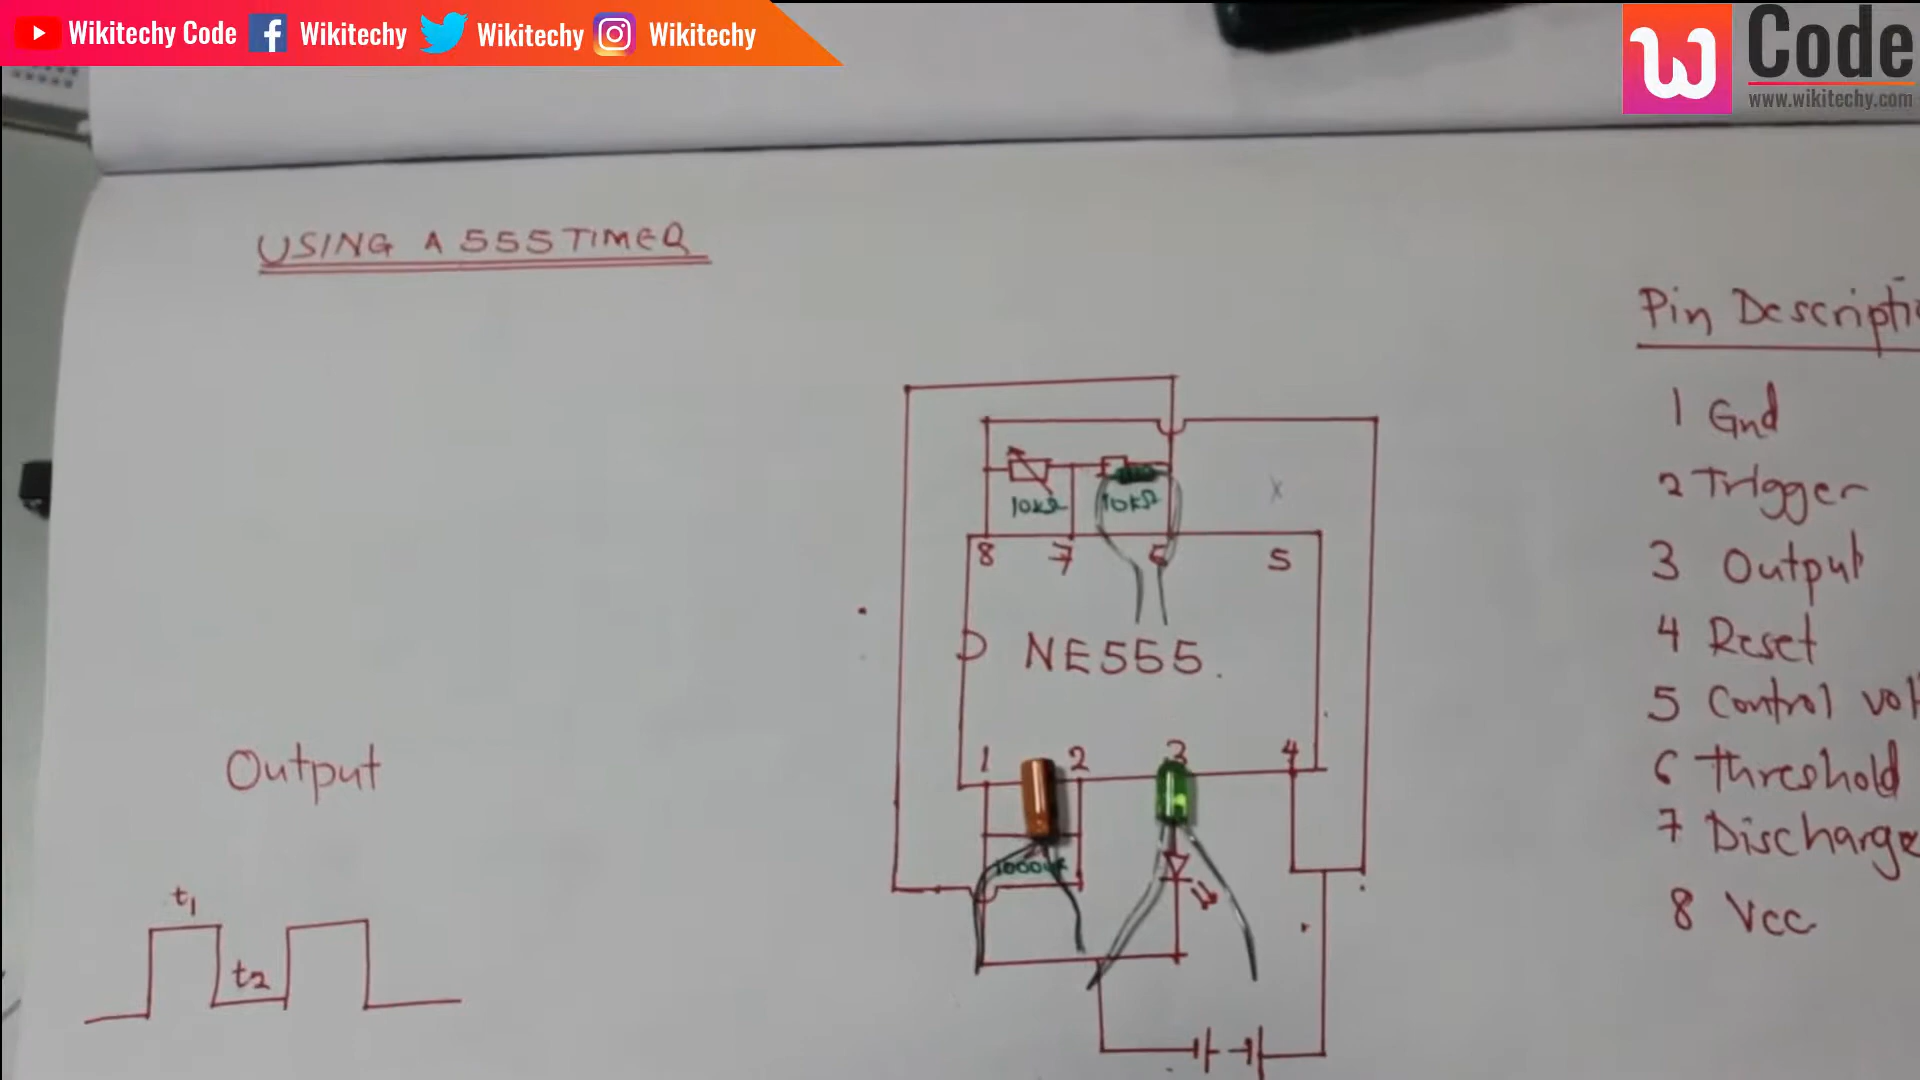 Wikitechy Code Wikitechy Wikitechy Wikitechy
W Code
www.wikitechy.com
USING A 555 TIMER
Pin Descripti
1 Gnd
2 Trigger
3 Output
4 Reset
5 Control vol
6 threshold
7 Discharge
8 Vcc
10kΩ 10kΩ
8 7 6 5
NE555
1 2 3 4
1000uF
Output
t1
t2